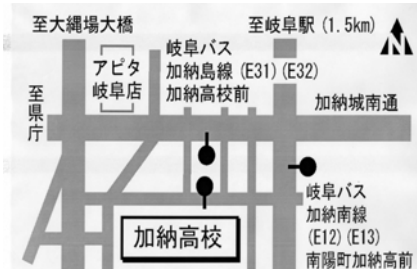 至大縄場大橋
至岐阜駅 (1.5km)
N
アピタ
岐阜店
岐阜バス
加納島線 (E31) (E32)
加納高校前
至県庁
加納城南通
加納高校
岐阜バス
加納南線
(E12) (E13)
南陽町加納高前